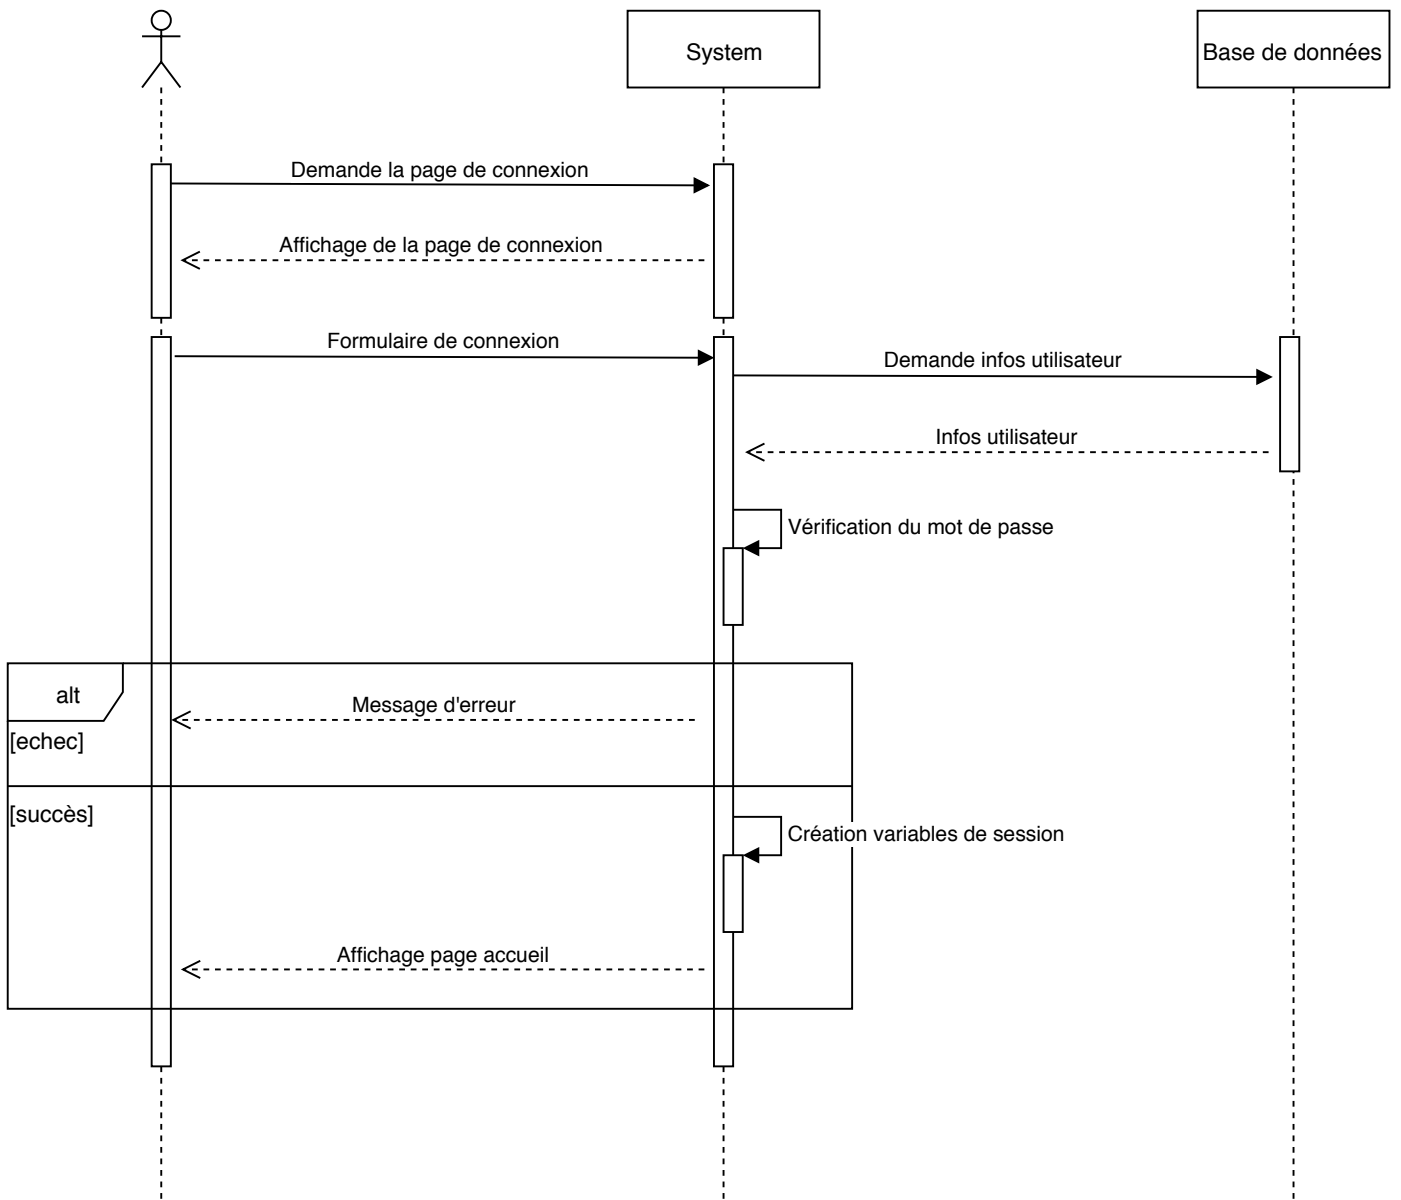 System
Base de données
Demande la page de connexion
Affichage de la page de connexion
Formulaire de connexion
Demande infos utilisateur
Infos utilisateur
Vérification du mot de passe
alt
Message d'erreur
[echec]
[succès]
Création variables de session
Affichage page accueil